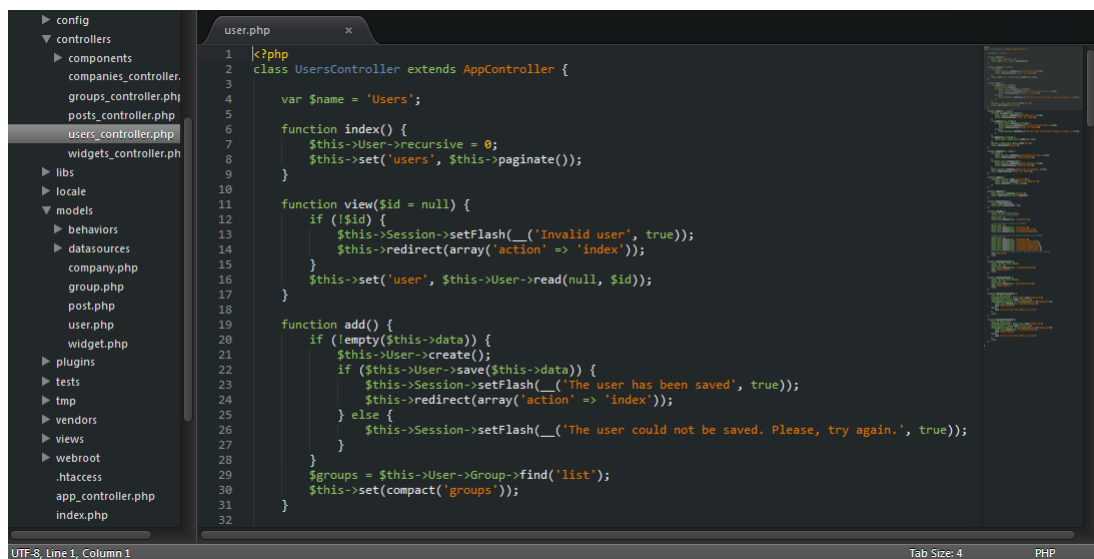 config
controllers
components
companies_controller.
groups_controller.php
posts_controller.php
users_controller.php
widgets_controller.ph
libs
locale
models
behaviors
datasources
company.php
group.php
post.php
user.php
widget.php
plugins
tests
tmp
vendors
views
webroot
.htaccess
app_controller.php
index.php
user.php ×
1 <?php
2 class UsersController extends AppController {
3
4     var $name = 'Users';
5
6     function index() {
7         $this->User->recursive = 0;
8         $this->set('users', $this->paginate());
9     }
10
11     function view($id = null) {
12         if (!$id) {
13             $this->Session->setFlash(__('Invalid user', true));
14             $this->redirect(array('action' => 'index'));
15         }
16         $this->set('user', $this->User->read(null, $id));
17     }
18
19     function add() {
20         if (!empty($this->data)) {
21             $this->User->create();
22             if ($this->User->save($this->data)) {
23                 $this->Session->setFlash(__('The user has been saved', true));
24                 $this->redirect(array('action' => 'index'));
25             } else {
26                 $this->Session->setFlash(__('The user could not be saved. Please, try again.', true));
27             }
28         }
29         $groups = $this->User->Group->find('list');
30         $this->set(compact('groups'));
31     }
32
UTF-8, Line 1, Column 1 Tab Size: 4 PHP